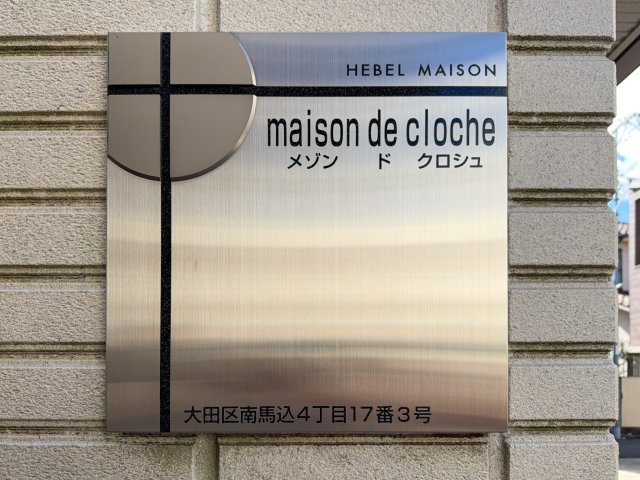 HEBEL MAISON
maison de cloche
メゾン ド クロシュ
大田区南馬込4丁目17番3号